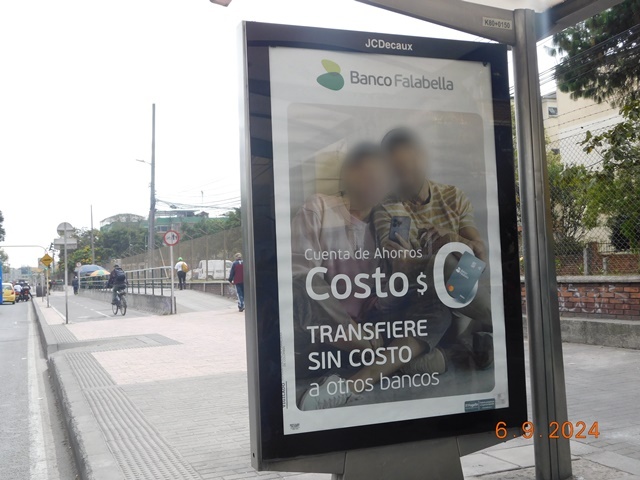 JCDecaux
Banco Falabella
Cuenta de Ahorros
Costo $ 0
TRANSFIERE
SIN COSTO
a otros bancos
6.9.2024